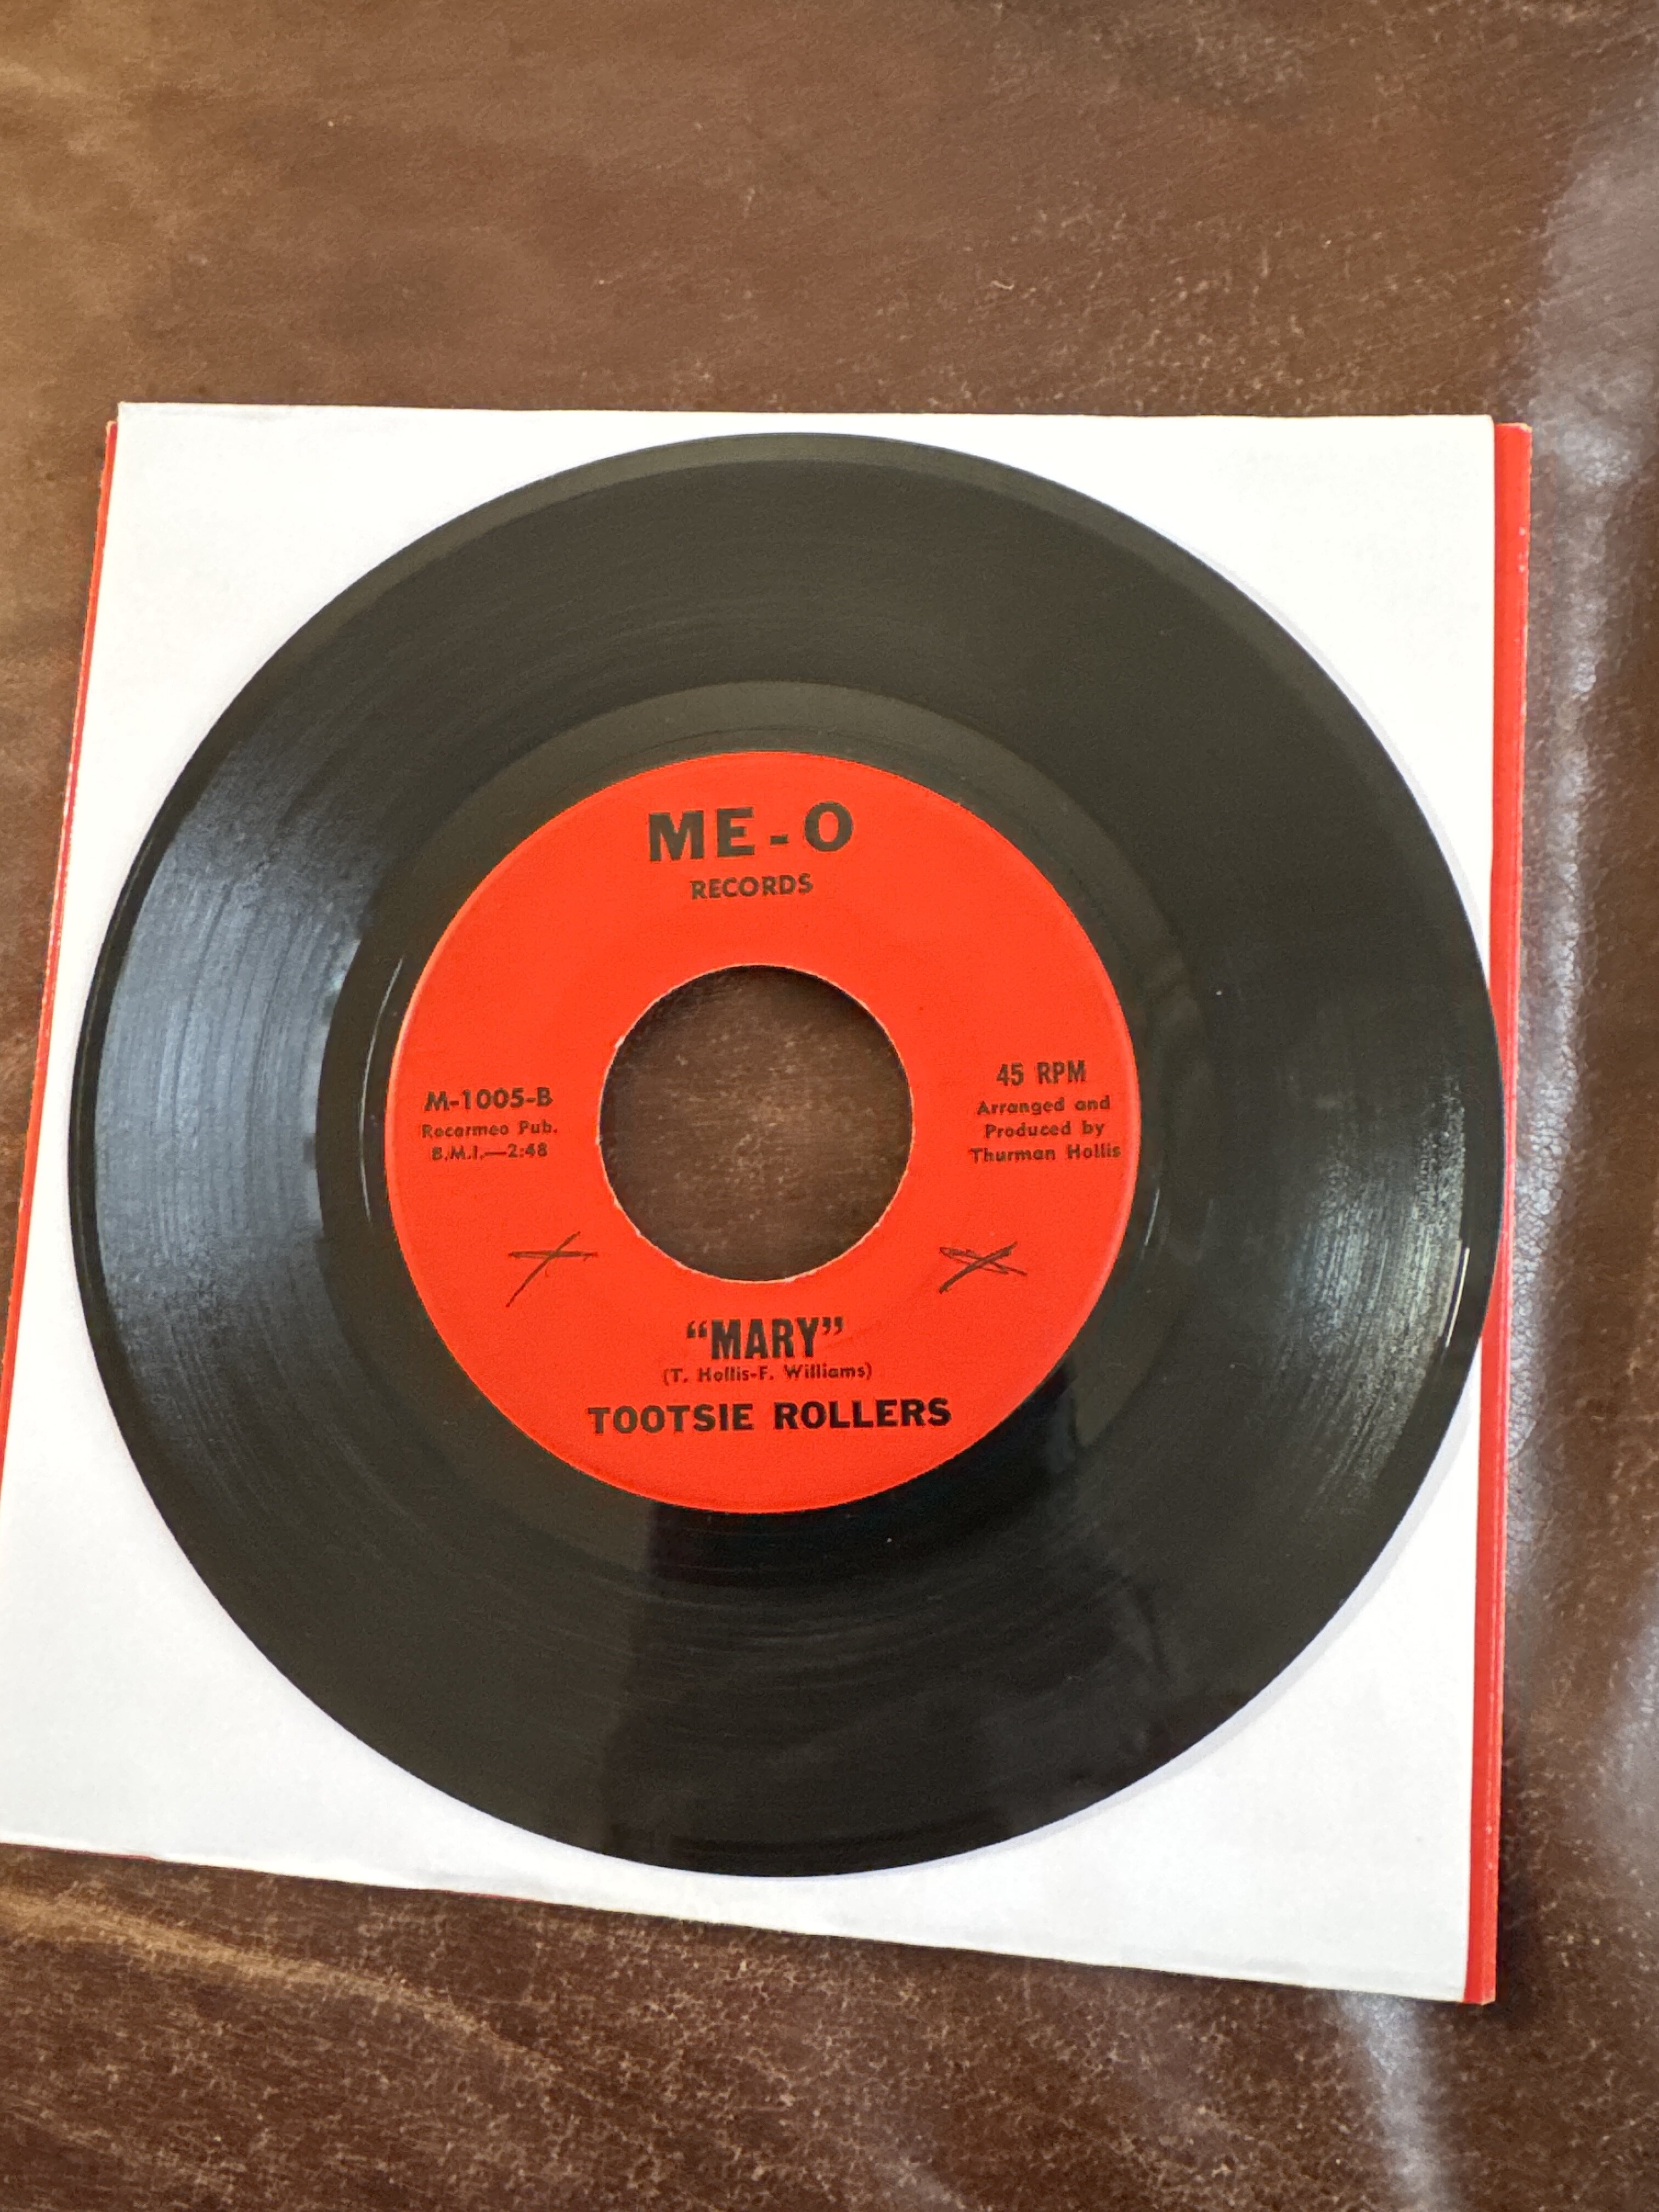 ME-O
RECORDS
M-1005-B
Recarmeo Pub.
B.M.I.—2:48
45 RPM
Arranged and
Produced by
Thurman Hollis
“MARY”
(T. Hollis-F. Williams)
TOOTSIE ROLLERS